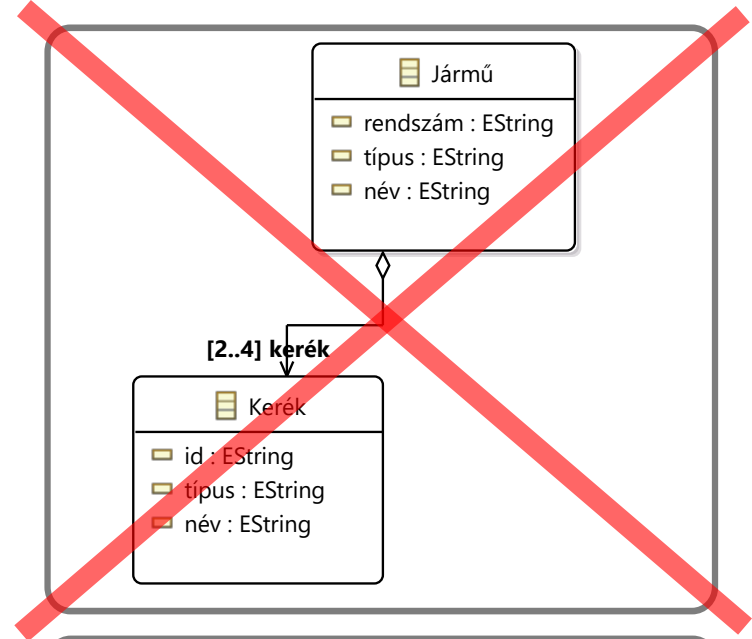 Jármű
rendszám : EString
típus : EString
név : EString
[2..4] kerék
Kerék
id : EString
típus : EString
név : EString